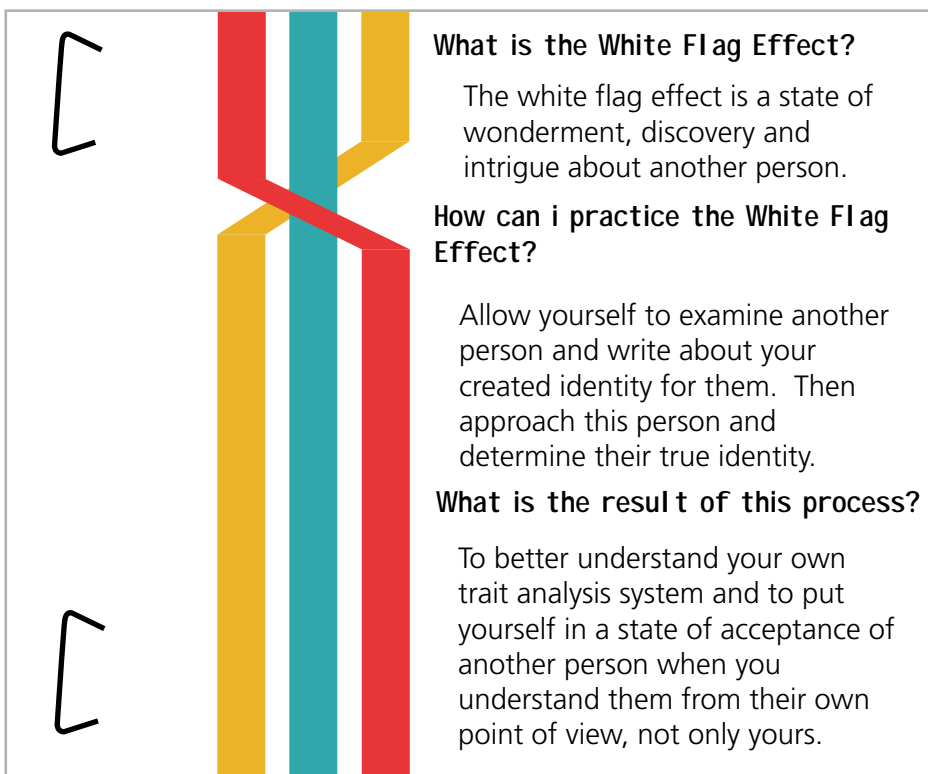 What is the White Flag Effect?
The white flag effect is a state of
wonderment, discovery and
intrigue about another person.
How can i practice the White Flag
Effect?
Allow yourself to examine another
person and write about your
created identity for them.  Then
approach this person and
determine their true identity.
What is the result of this process?
To better understand your own
trait analysis system and to put
yourself in a state of acceptance of
another person when you
understand them from their own
point of view, not only yours.